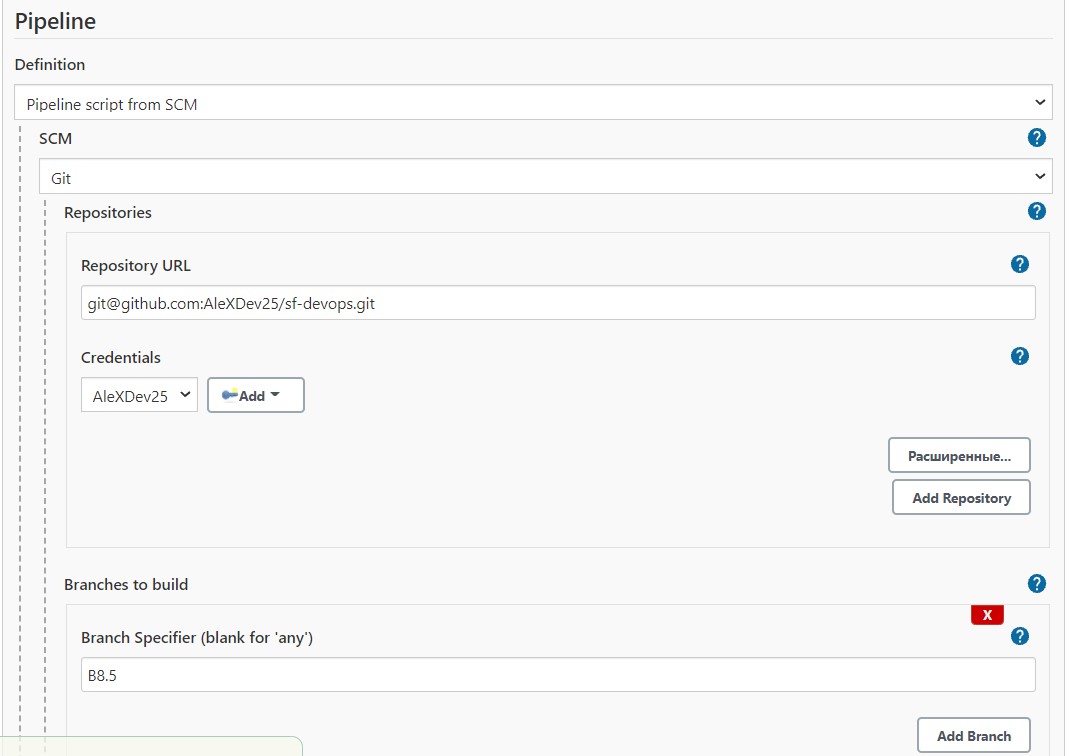 Pipeline
Definition
Pipeline script from SCM
SCM
?
Git
Repositories
?
Repository URL
?
git@github.com:AleXDev25/sf-devops.git
Credentials
?
AleXDev25
Add
Расширенные...
Add Repository
Branches to build
?
X
Branch Specifier (blank for 'any')
?
B8.5
Add Branch